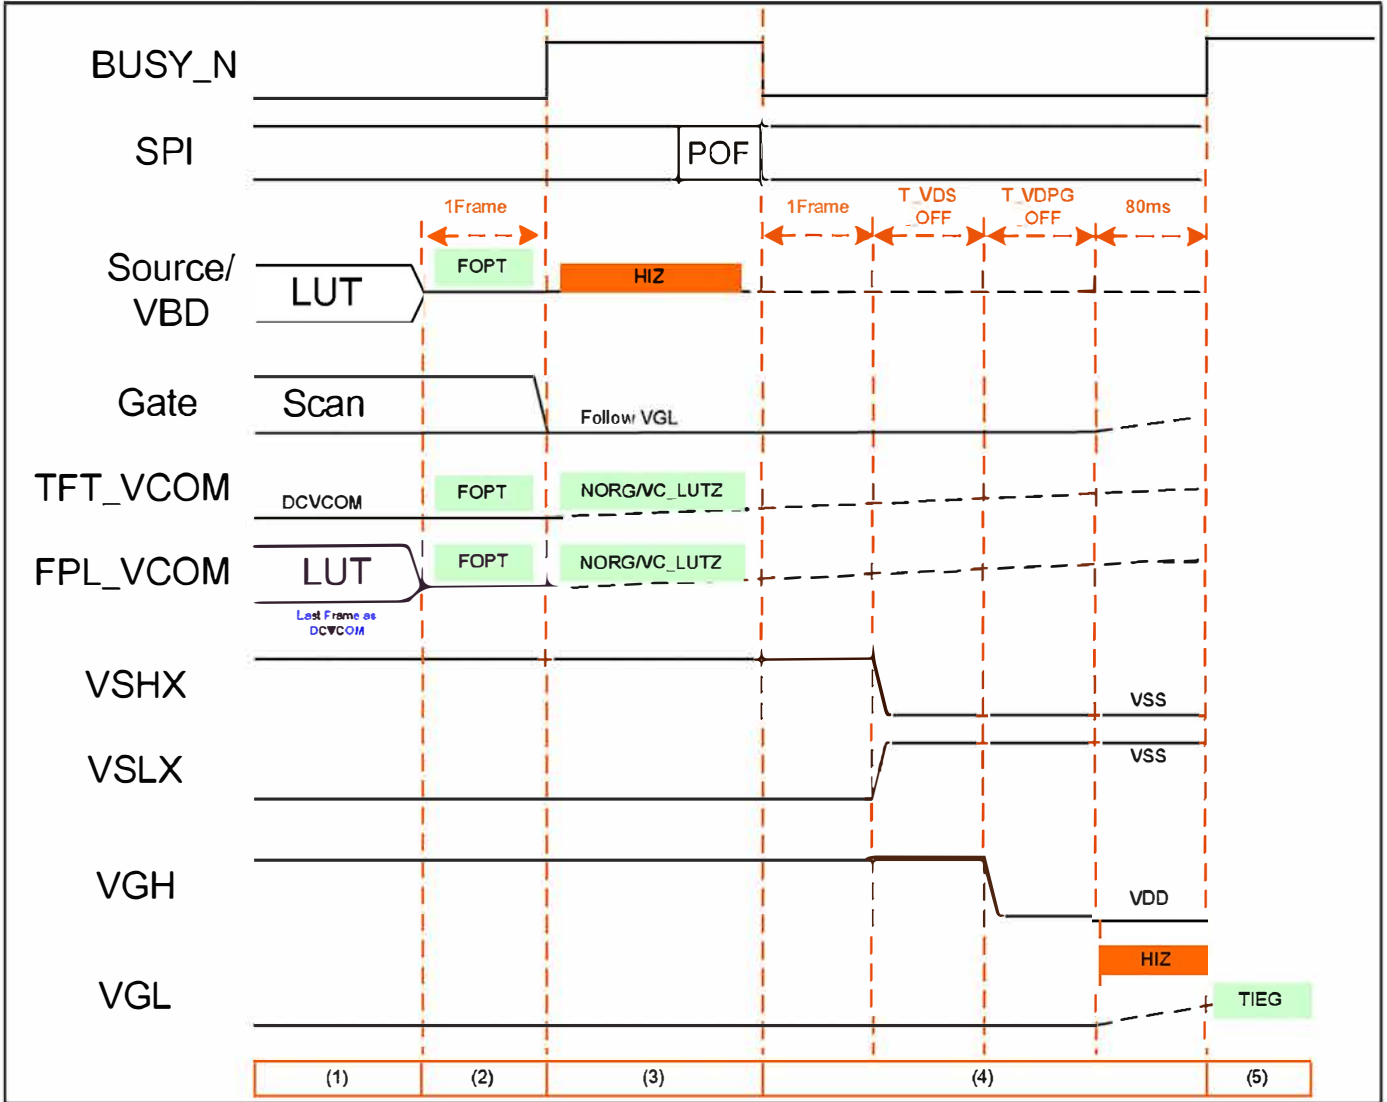 BUSY_N
SPI
POF
1Frame
1Frame
T_VDS
_OFF
T_VDPG
_OFF
80ms
Source/
VBD
LUT
FOPT
HIZ
Gate
Scan
Follow VGL
TFT_VCOM
DCVCOM
FOPT
NORG/VC_LUTZ
FPL_VCOM
LUT
FOPT
NORG/VC_LUTZ
Last Frame as
DCVCOM
VSHX
VSS
VSLX
VSS
VGH
VDD
HIZ
VGL
TIEG
(1)
(2)
(3)
(4)
(5)